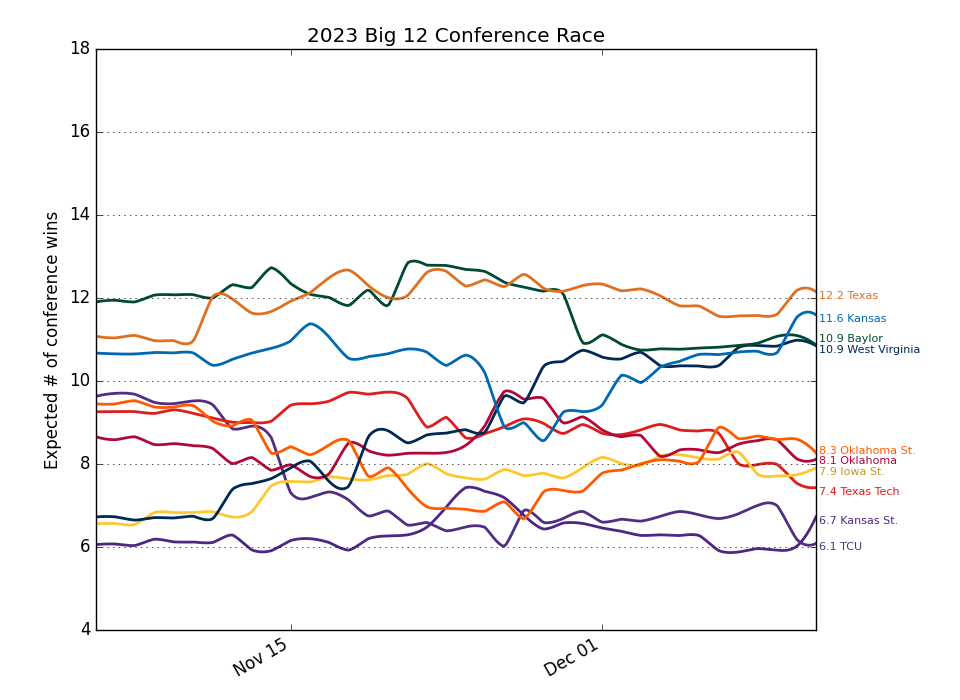 2023 Big 12 Conference Race
Expected # of conference wins
18
16
14
12
10
8
6
4
Nov 15
Dec 01
12.2 Texas
11.6 Kansas
10.9 Baylor
10.9 West Virginia
8.3 Oklahoma St.
8.1 Oklahoma
7.9 Iowa St.
7.4 Texas Tech
6.7 Kansas St.
6.1 TCU